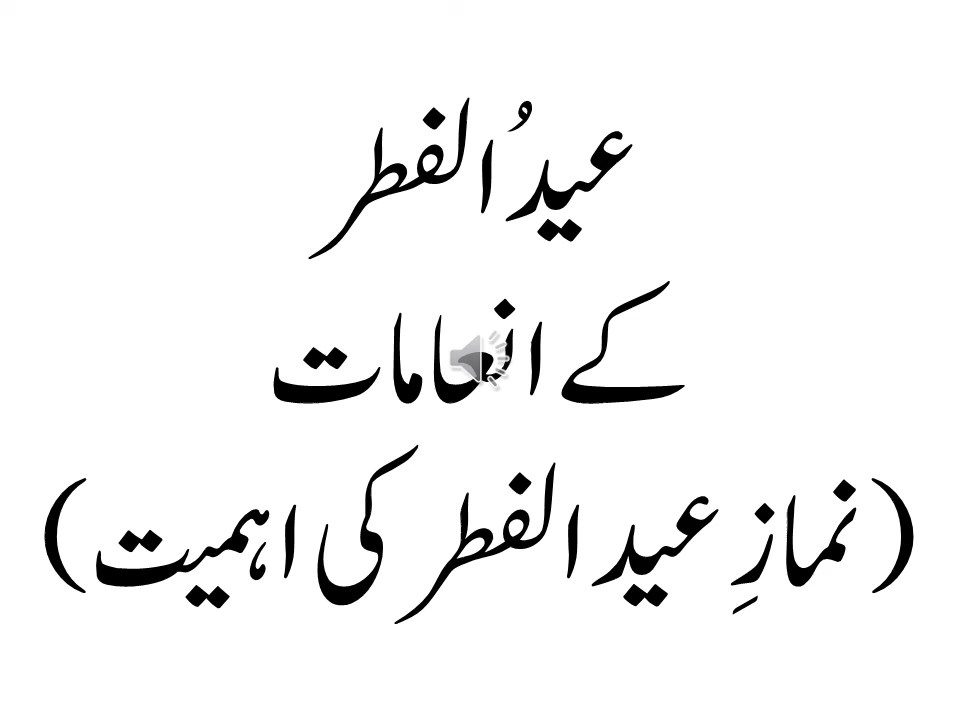 عیدُ الفطر
کے انعامات
(نمازِ عید الفطر کی اہمیت)